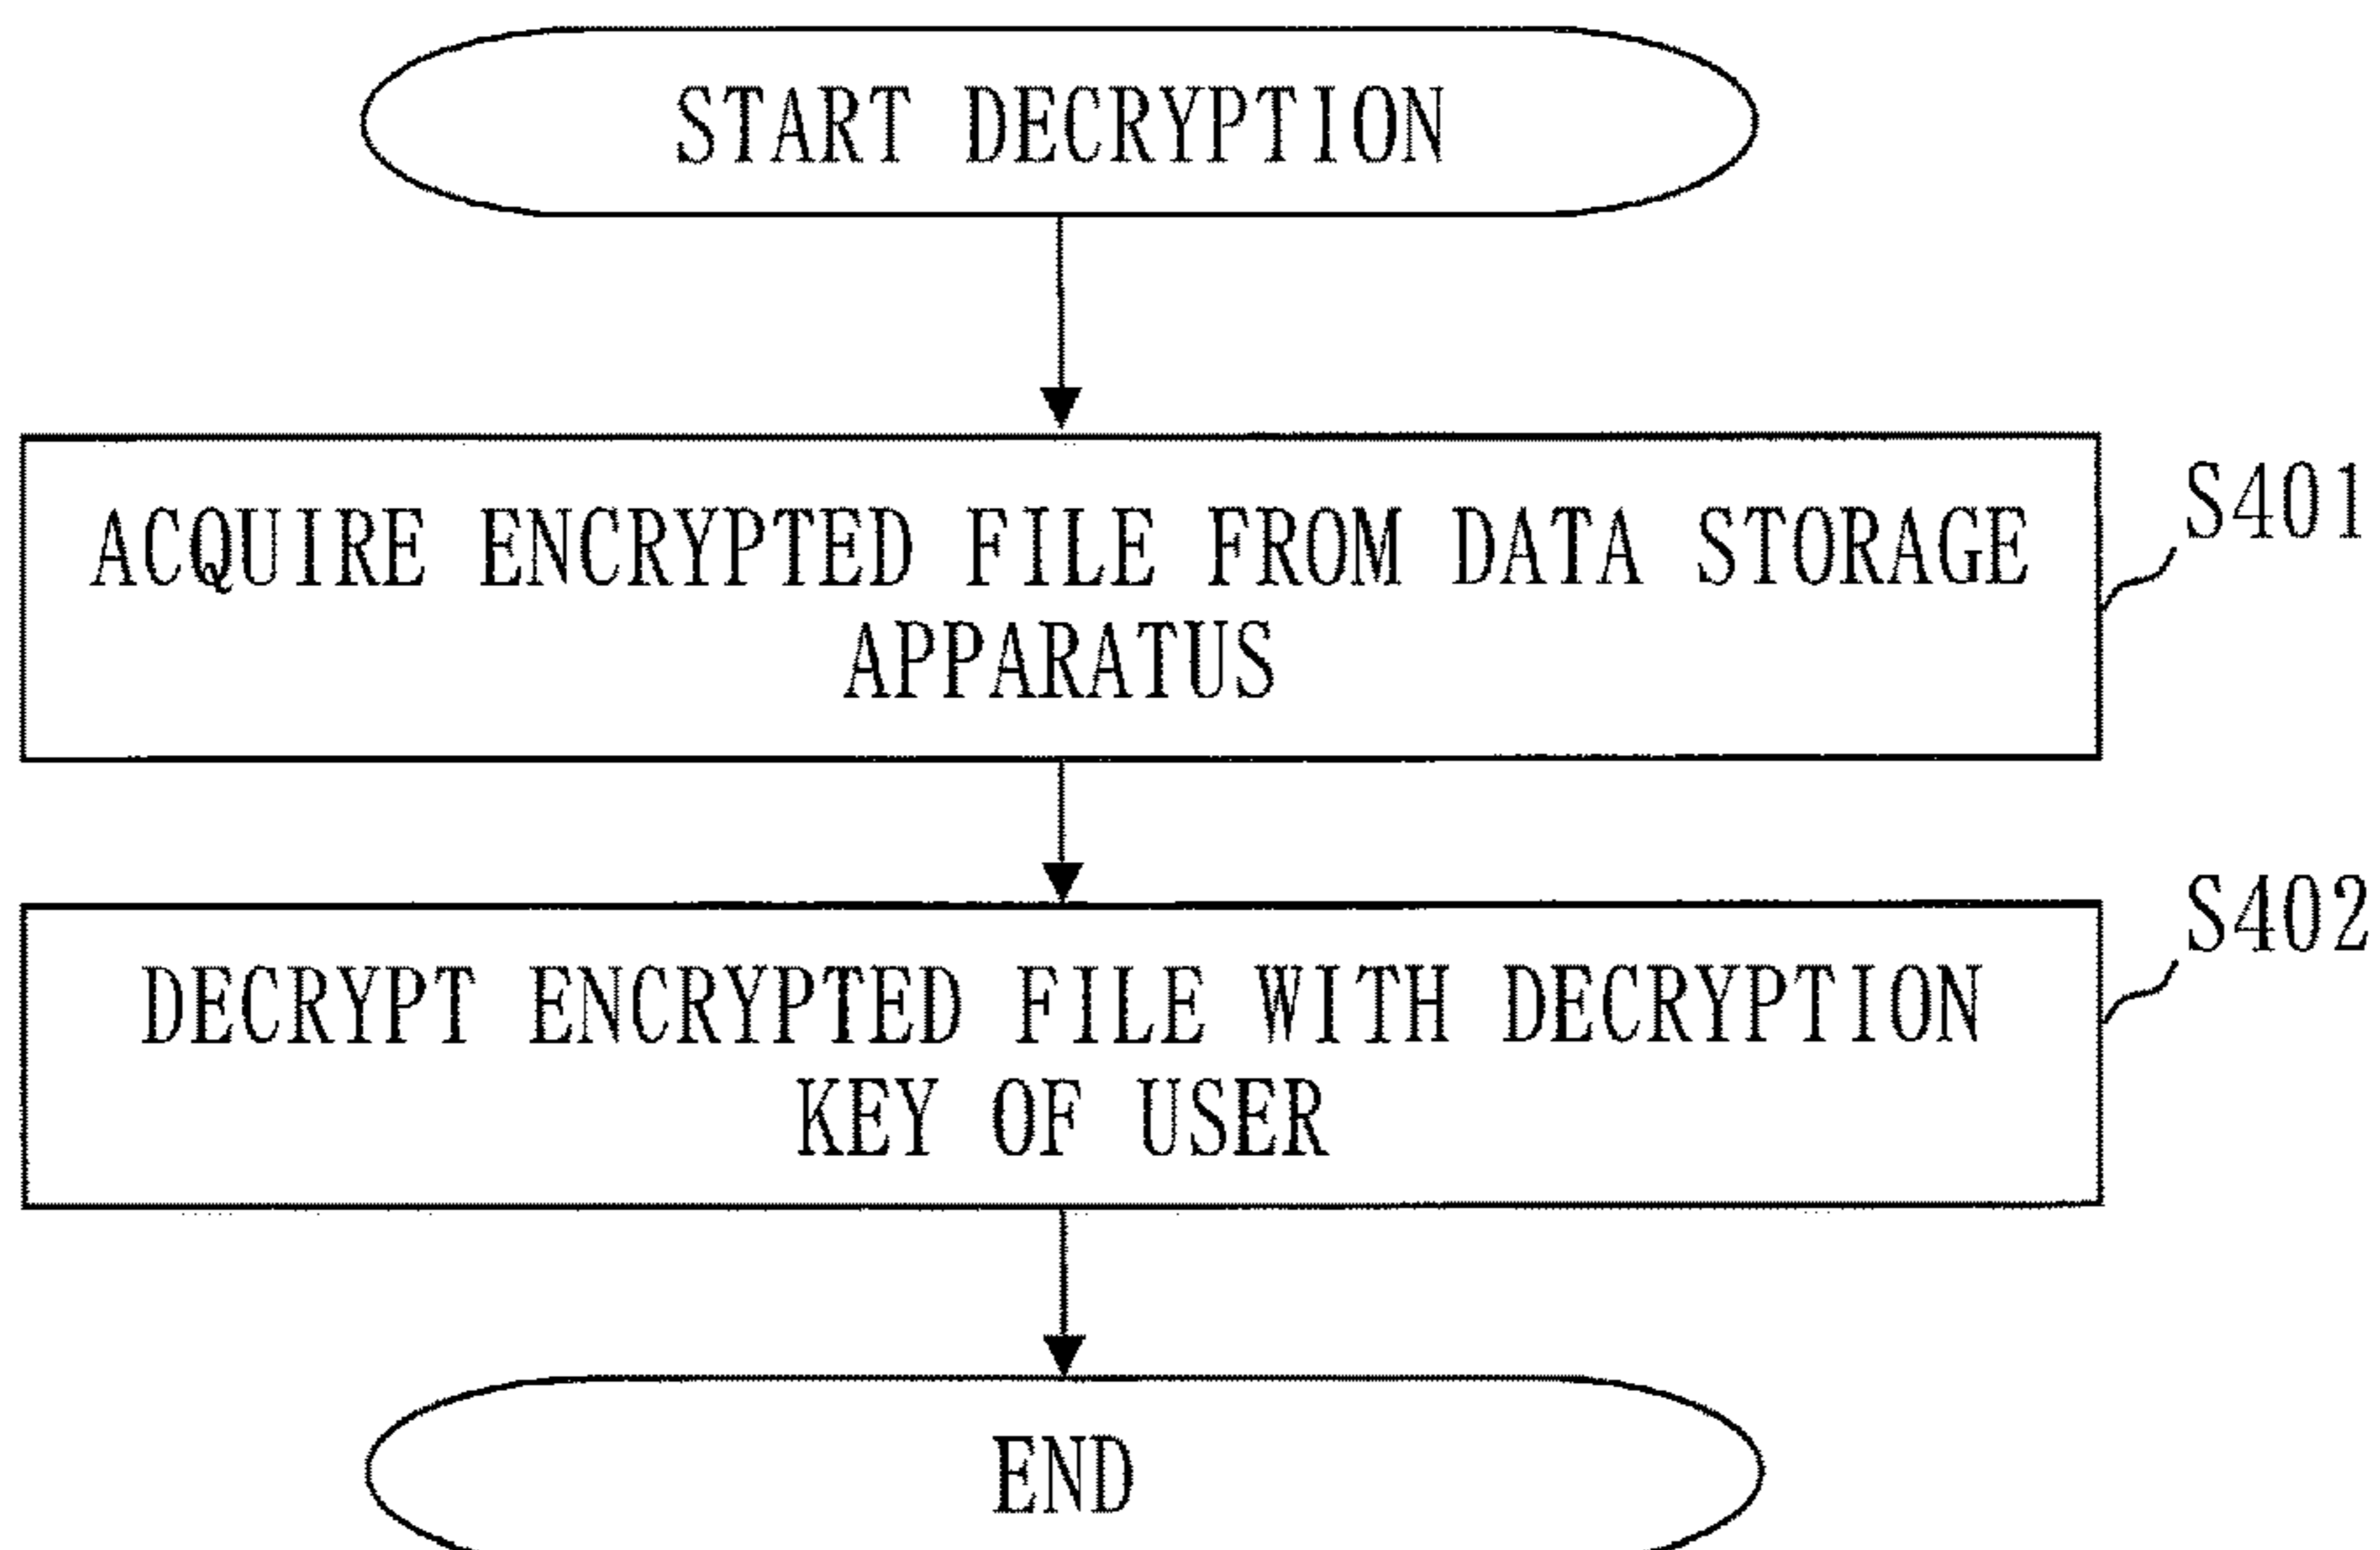 START DECRYPTION
ACQUIRE ENCRYPTED FILE FROM DATA STORAGE
APPARATUS
S401
DECRYPT ENCRYPTED FILE WITH DECRYPTION
KEY OF USER
S402
END